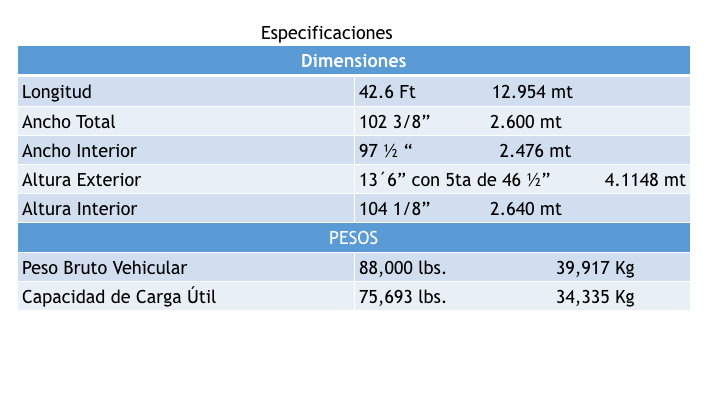 Especificaciones
Dimensiones
Longitud 42.6 Ft 12.954 mt
Ancho Total 102 3/8” 2.600 mt
Ancho Interior 97 ½ “ 2.476 mt
Altura Exterior 13´6” con 5ta de 46 ½” 4.1148 mt
Altura Interior 104 1/8” 2.640 mt
PESOS
Peso Bruto Vehicular 88,000 lbs. 39,917 Kg
Capacidad de Carga Útil 75,693 lbs. 34,335 Kg